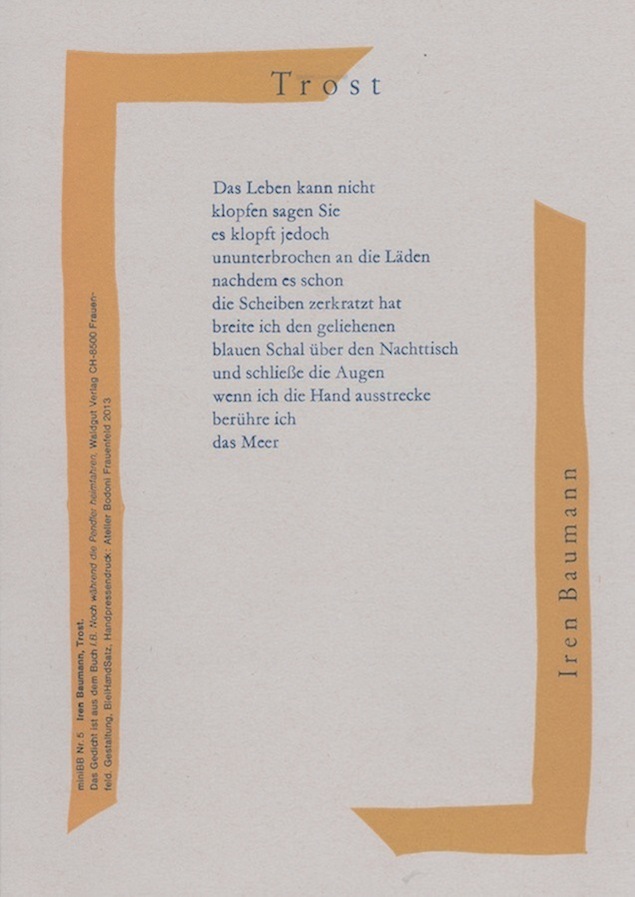 Trost
Das Leben kann nicht
klopfen sagen Sie
es klopft jedoch
ununterbrochen an die Läden
nachdem es schon
die Scheiben zerkratzt hat
breite ich den geliehenen
blauen Schal über den Nachttisch
und schließe die Augen
wenn ich die Hand ausstrecke
berühre ich
das Meer
Iren Baumann
miniBB Nr. 5 Iren Baumann, Trost.
Das Gedicht ist aus dem Buch I.B. Noch während die Pendler heimfahren, Waldgut Verlag CH-8500 Frauen-
feld. Gestaltung, BleiHandSatz, Handpressendruck: Atelier Bodoni Frauenfeld 2013